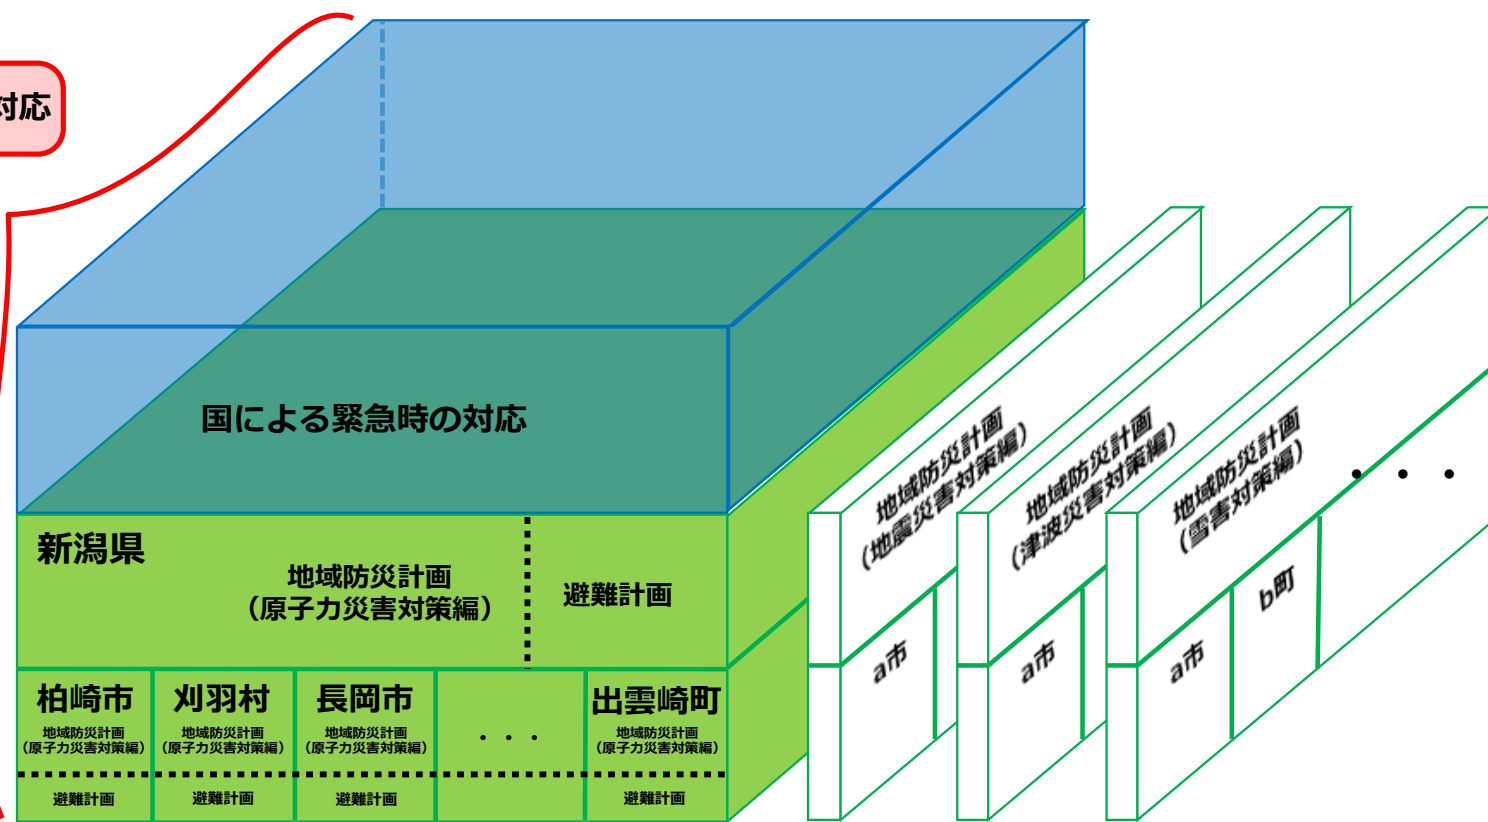 対応
国による緊急時の対応
新潟県
地域防災計画
（原子力災害対策編）
避難計画
柏崎市
地域防災計画
（原子力災害対策編）
避難計画
刈羽村
地域防災計画
（原子力災害対策編）
避難計画
長岡市
地域防災計画
（原子力災害対策編）
避難計画
・・・
出雲崎町
地域防災計画
（原子力災害対策編）
避難計画
地域防災計画
（地震災害対策編）
a市
地域防災計画
（津波災害対策編）
a市
地域防災計画
（雪害対策編）
a市
b町
・・・